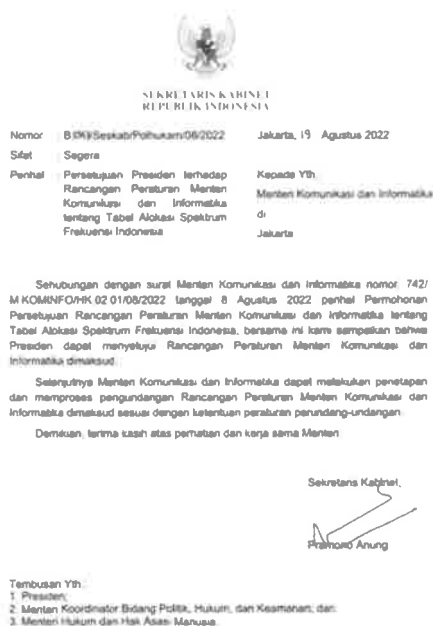 SEKRETARIS KABINET
REPUBLIK INDONESIA
Nomor : B /Seskab/Polhukam/08/2022 Jakarta, 19 Agustus 2022
Sifat : Segera
Perihal : Persetujuan Presiden terhadap Rancangan Peraturan Menteri Komunikasi dan Informatika tentang Tabel Alokasi Spektrum Frekuensi Indonesia
Kepada Yth.
Menteri Komunikasi dan Informatika
di
Jakarta
Sehubungan dengan surat Menteri Komunikasi dan Informatika nomor 742/
M.KOMINFO/HK.02.01/08/2022 tanggal 8 Agustus 2022 perihal Permohonan
Persetujuan Rancangan Peraturan Menteri Komunikasi dan Informatika tentang
Tabel Alokasi Spektrum Frekuensi Indonesia, bersama ini kami sampaikan bahwa
Presiden dapat menyetujui Rancangan Peraturan Menteri Komunikasi dan
Informatika dimaksud.
Selanjutnya Menteri Komunikasi dan Informatika dapat melakukan penetapan
dan memproses pengundangan Rancangan Peraturan Menteri Komunikasi dan
Informatika dimaksud sesuai dengan ketentuan peraturan perundang-undangan.
Demikian, terima kasih atas perhatian dan kerja sama Menteri.
Sekretaris Kabinet,
Pramono Anung
Tembusan Yth.:
1. Presiden;
2. Menteri Koordinator Bidang Politik, Hukum, dan Keamanan; dan
3. Menteri Hukum dan Hak Asasi Manusia.